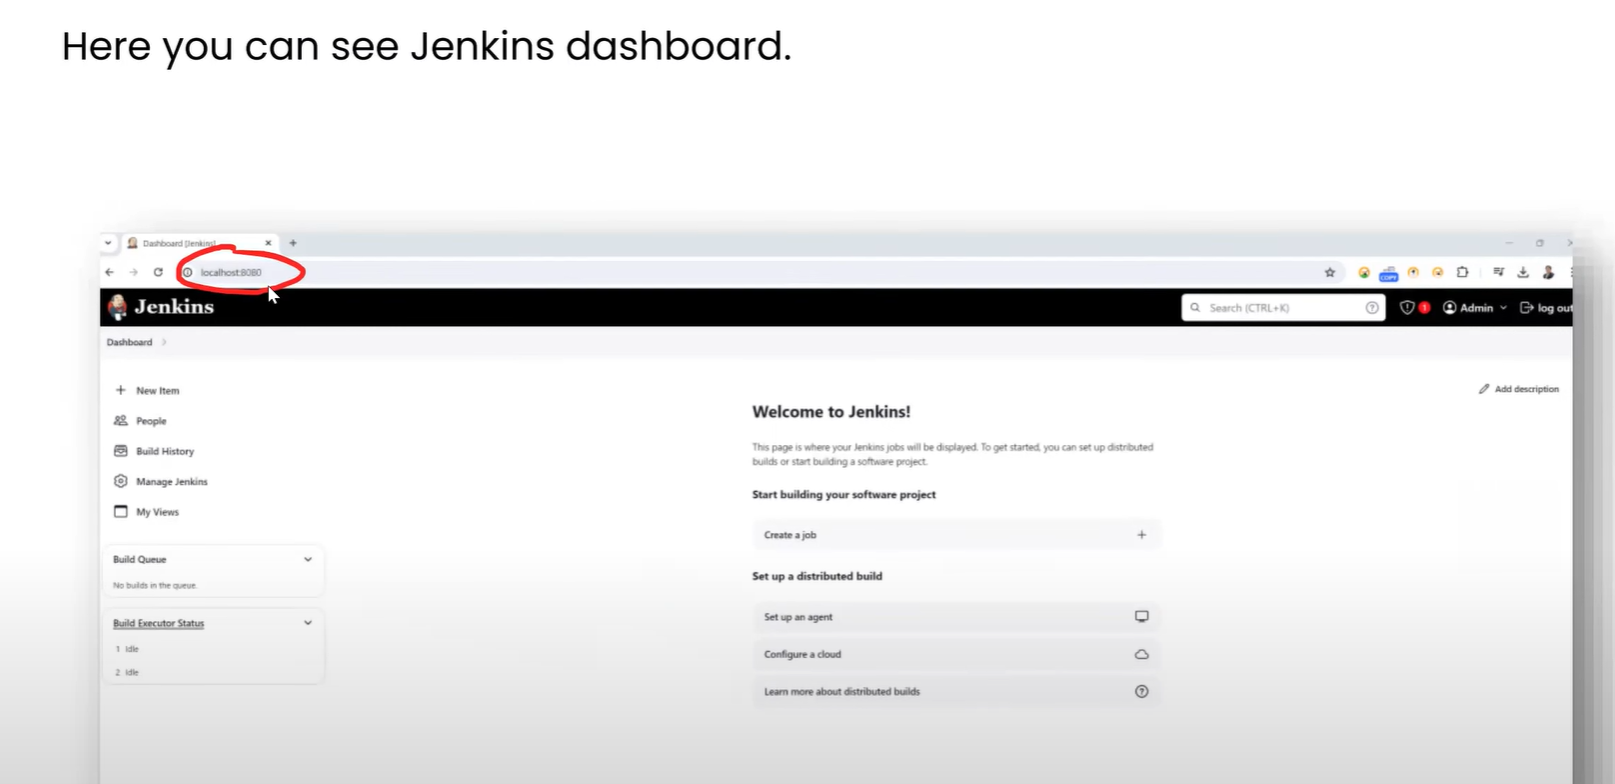 Here you can see Jenkins dashboard.
Dashboard [Jenkins]
localhost:8080
COPY
Jenkins
Search (CTRL+K)
1
Admin
log out
Dashboard
New Item
People
Build History
Manage Jenkins
My Views
Build Queue
No builds in the queue.
Build Executor Status
1 Idle
2 Idle
Add description
Welcome to Jenkins!
This page is where your Jenkins jobs will be displayed. To get started, you can set up distributed
builds or start building a software project.
Start building your software project
Create a job
Set up a distributed build
Set up an agent
Configure a cloud
Learn more about distributed builds